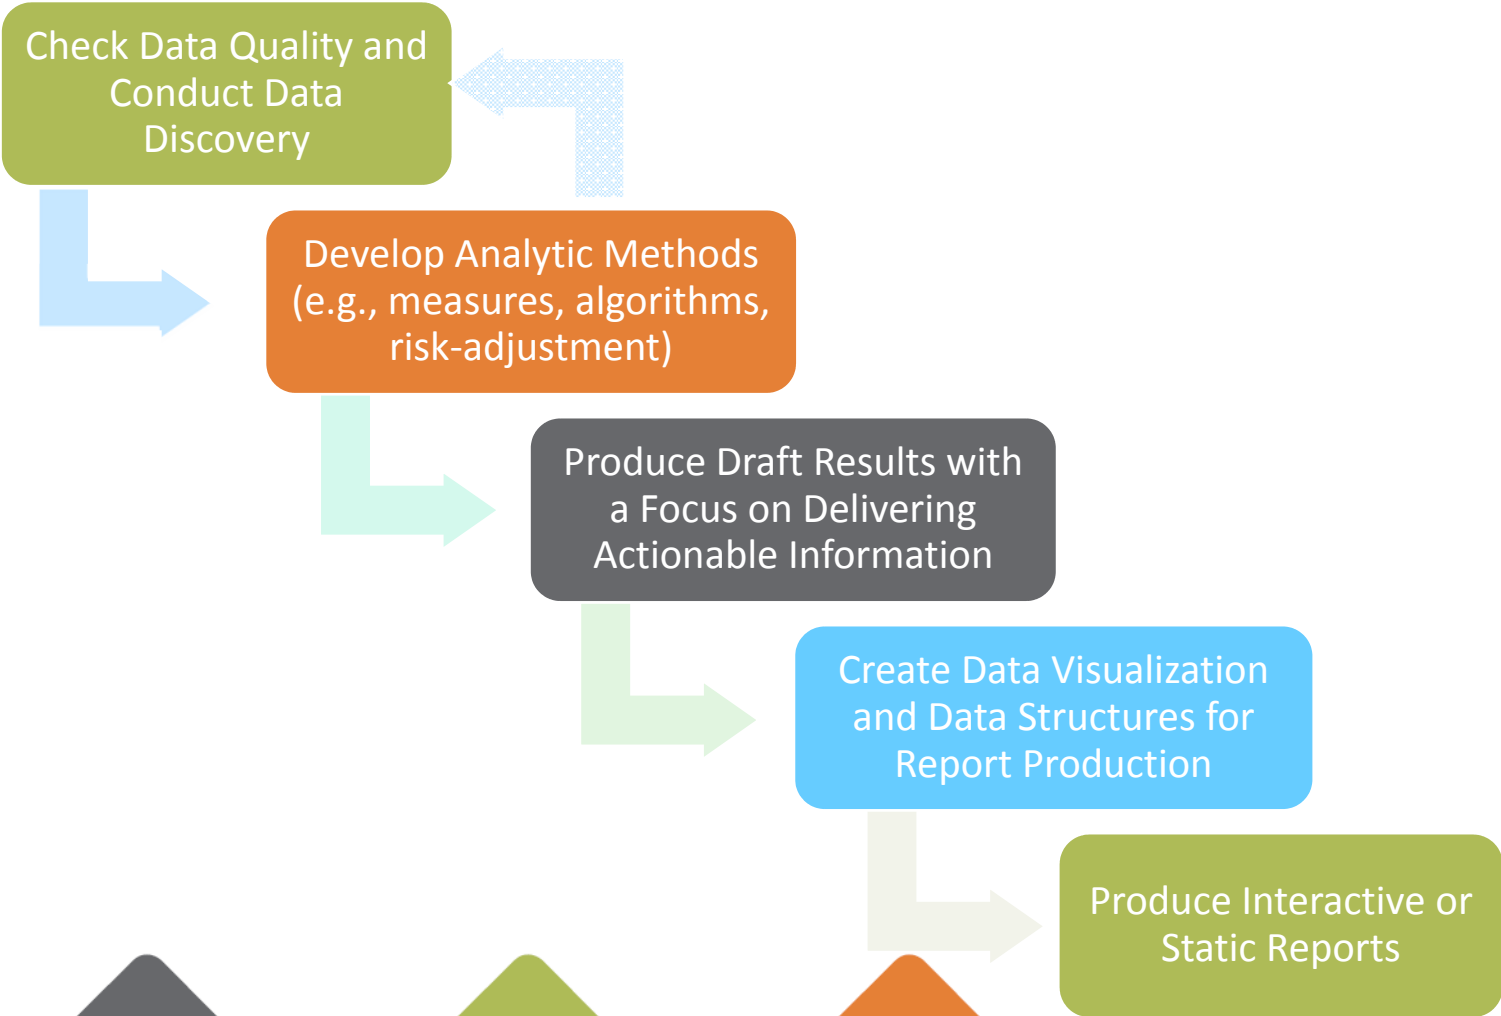 Check Data Quality and
Conduct Data
Discovery
Develop Analytic Methods
(e.g., measures, algorithms,
risk-adjustment)
Produce Draft Results with
a Focus on Delivering
Actionable Information
Create Data Visualization
and Data Structures for
Report Production
Produce Interactive or
Static Reports